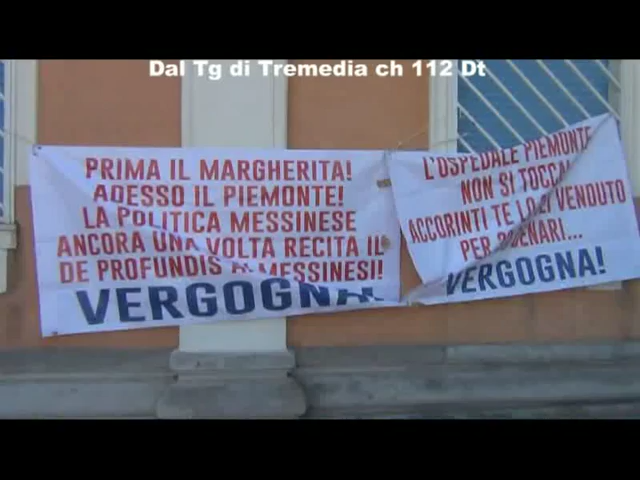 Dal Tg di Tremedia ch 112 Dt
PRIMA IL MARGHERITA!
ADESSO IL PIEMONTE!
LA POLITICA MESSINESE
ANCORA UNA VOLTA RECITA IL
DE PROFUNDIS AI MESSINESI!
VERGOGNA!
L'OSPEDALE PIEMONTE
NON SI TOCCA!
ACCORINTI TE LO VENDUTO
PER DENARI...
VERGOGNA!